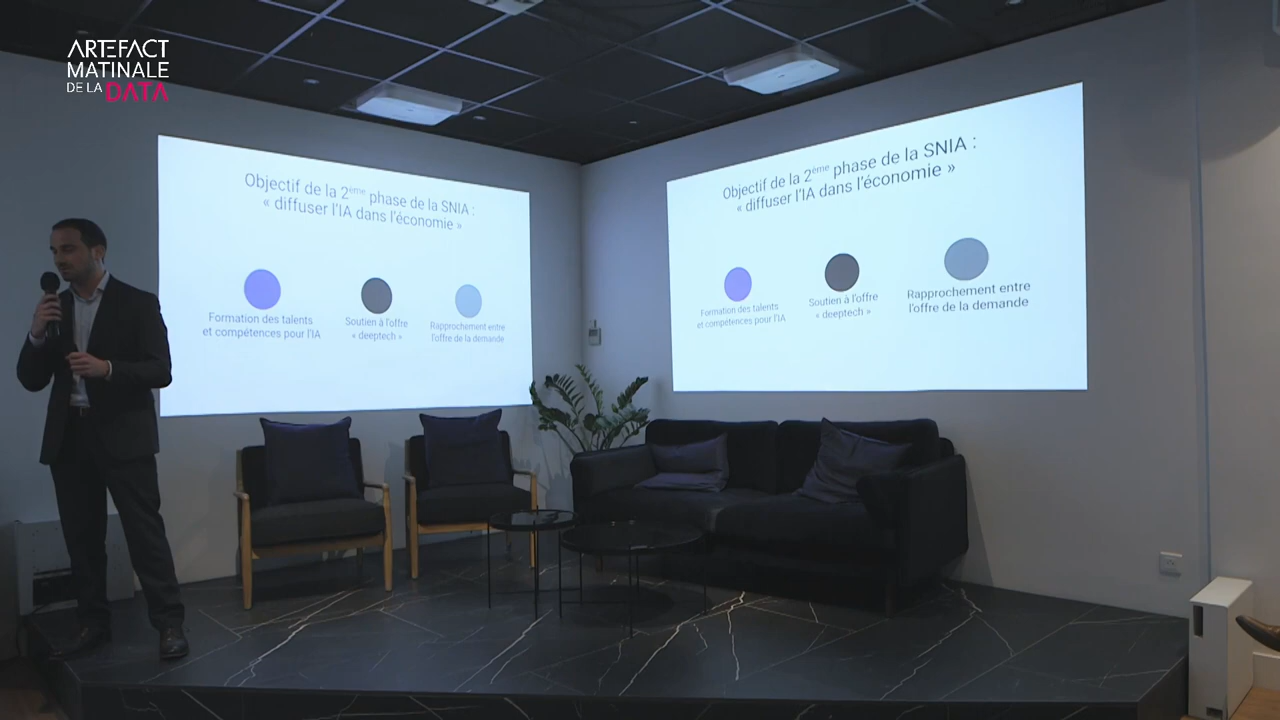 ARTEFACT
MATINALE
DE LA DATA
Objectif de la 2ème phase de la SNIA :
« diffuser l'IA dans l'économie »
Formation des talents
et compétences pour l'IA
Soutien à l'offre
« deeptech »
Rapprochement entre
l'offre de la demande
Objectif de la 2ème phase de la SNIA :
« diffuser l'IA dans l'économie »
Formation des talents
et compétences pour l'IA
Soutien à l'offre
« deeptech »
Rapprochement entre
l'offre de la demande